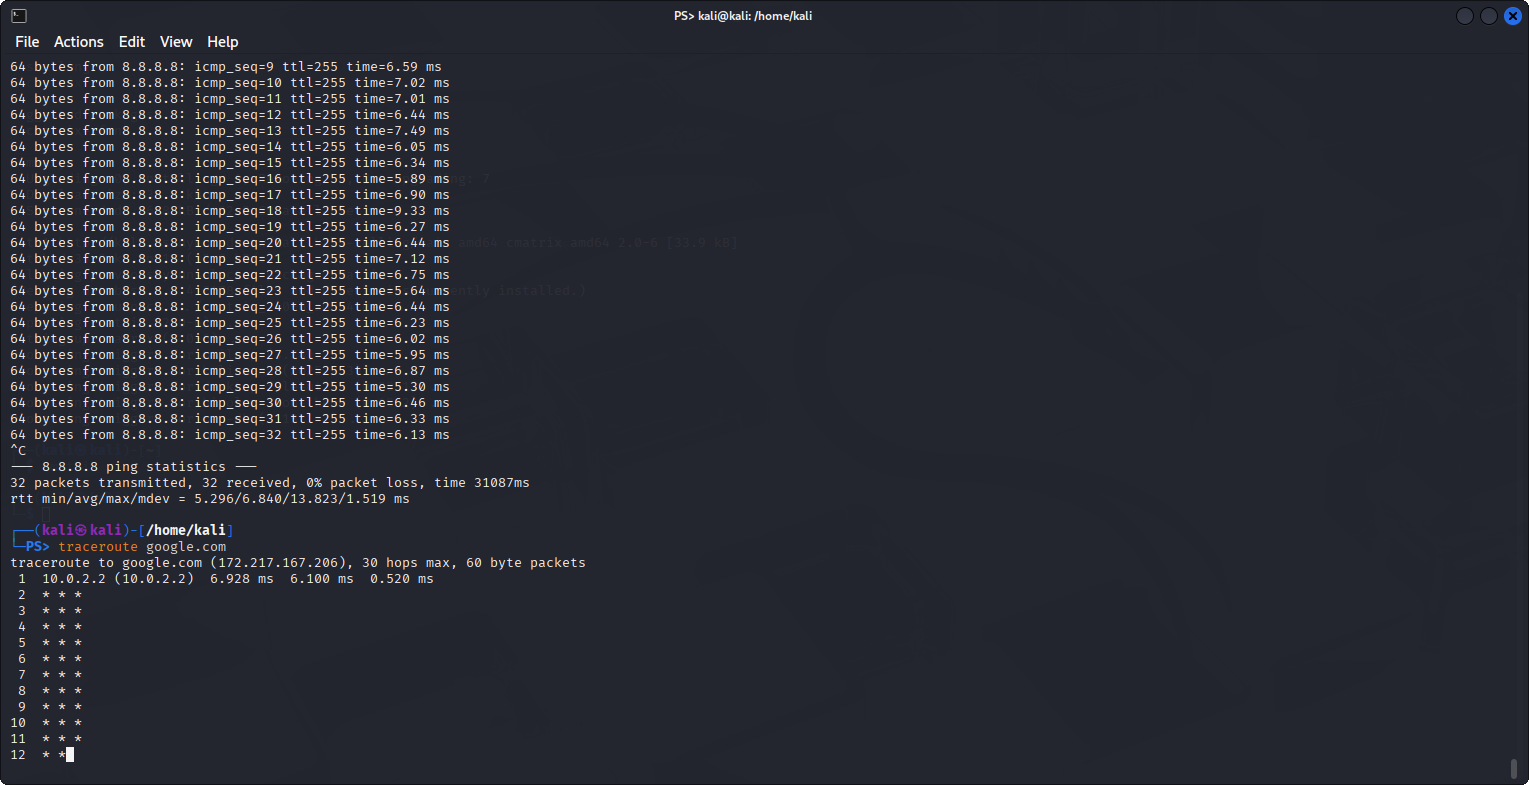 PS> kali@kali: /home/kali
File Actions Edit View Help
64 bytes from 8.8.8.8: icmp_seq=9 ttl=255 time=6.59 ms
64 bytes from 8.8.8.8: icmp_seq=10 ttl=255 time=7.02 ms
64 bytes from 8.8.8.8: icmp_seq=11 ttl=255 time=7.01 ms
64 bytes from 8.8.8.8: icmp_seq=12 ttl=255 time=6.44 ms
64 bytes from 8.8.8.8: icmp_seq=13 ttl=255 time=7.49 ms
64 bytes from 8.8.8.8: icmp_seq=14 ttl=255 time=6.05 ms
64 bytes from 8.8.8.8: icmp_seq=15 ttl=255 time=6.34 ms
64 bytes from 8.8.8.8: icmp_seq=16 ttl=255 time=5.89 ms
64 bytes from 8.8.8.8: icmp_seq=17 ttl=255 time=6.90 ms
64 bytes from 8.8.8.8: icmp_seq=18 ttl=255 time=9.33 ms
64 bytes from 8.8.8.8: icmp_seq=19 ttl=255 time=6.27 ms
64 bytes from 8.8.8.8: icmp_seq=20 ttl=255 time=6.44 ms amd64 cmatrix amd64 2.0-6 [33.9 kB]
64 bytes from 8.8.8.8: icmp_seq=21 ttl=255 time=7.12 ms
64 bytes from 8.8.8.8: icmp_seq=22 ttl=255 time=6.75 ms
64 bytes from 8.8.8.8: icmp_seq=23 ttl=255 time=5.64 ms installed.)
64 bytes from 8.8.8.8: icmp_seq=24 ttl=255 time=6.44 ms
64 bytes from 8.8.8.8: icmp_seq=25 ttl=255 time=6.23 ms
64 bytes from 8.8.8.8: icmp_seq=26 ttl=255 time=6.02 ms
64 bytes from 8.8.8.8: icmp_seq=27 ttl=255 time=5.95 ms
64 bytes from 8.8.8.8: icmp_seq=28 ttl=255 time=6.87 ms
64 bytes from 8.8.8.8: icmp_seq=29 ttl=255 time=5.30 ms
64 bytes from 8.8.8.8: icmp_seq=30 ttl=255 time=6.46 ms
64 bytes from 8.8.8.8: icmp_seq=31 ttl=255 time=6.33 ms
64 bytes from 8.8.8.8: icmp_seq=32 ttl=255 time=6.13 ms
^C
--- 8.8.8.8 ping statistics ---
32 packets transmitted, 32 received, 0% packet loss, time 31087ms
rtt min/avg/max/mdev = 5.296/6.840/13.823/1.519 ms
┌──(kali㉿kali)-[/home/kali]
└─PS> traceroute google.com
traceroute to google.com (172.217.167.206), 30 hops max, 60 byte packets
1 10.0.2.2 (10.0.2.2) 6.928 ms 6.100 ms 0.520 ms
2 * * *
3 * * *
4 * * *
5 * * *
6 * * *
7 * * *
8 * * *
9 * * *
10 * * *
11 * * *
12 * *